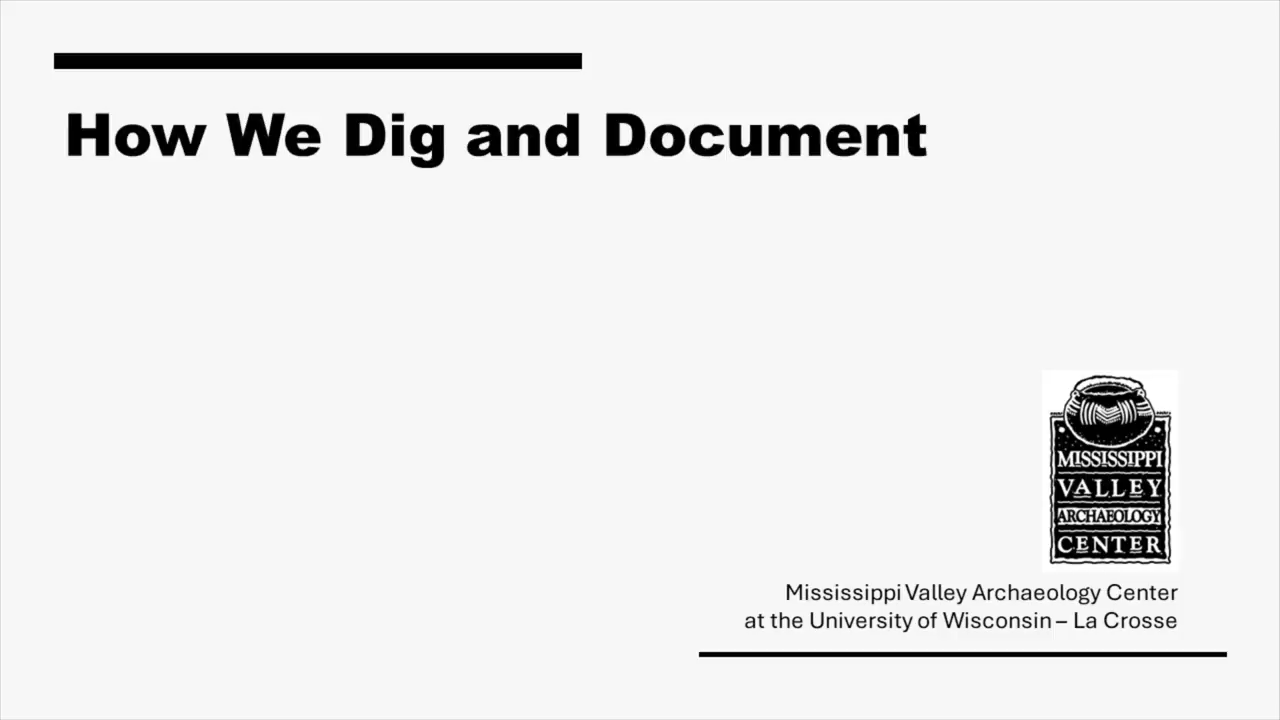 How We Dig and Document
MISSISSIPPI
VALLEY
ARCHAEOLOGY
CENTER
Mississippi Valley Archaeology Center
at the University of Wisconsin – La Crosse